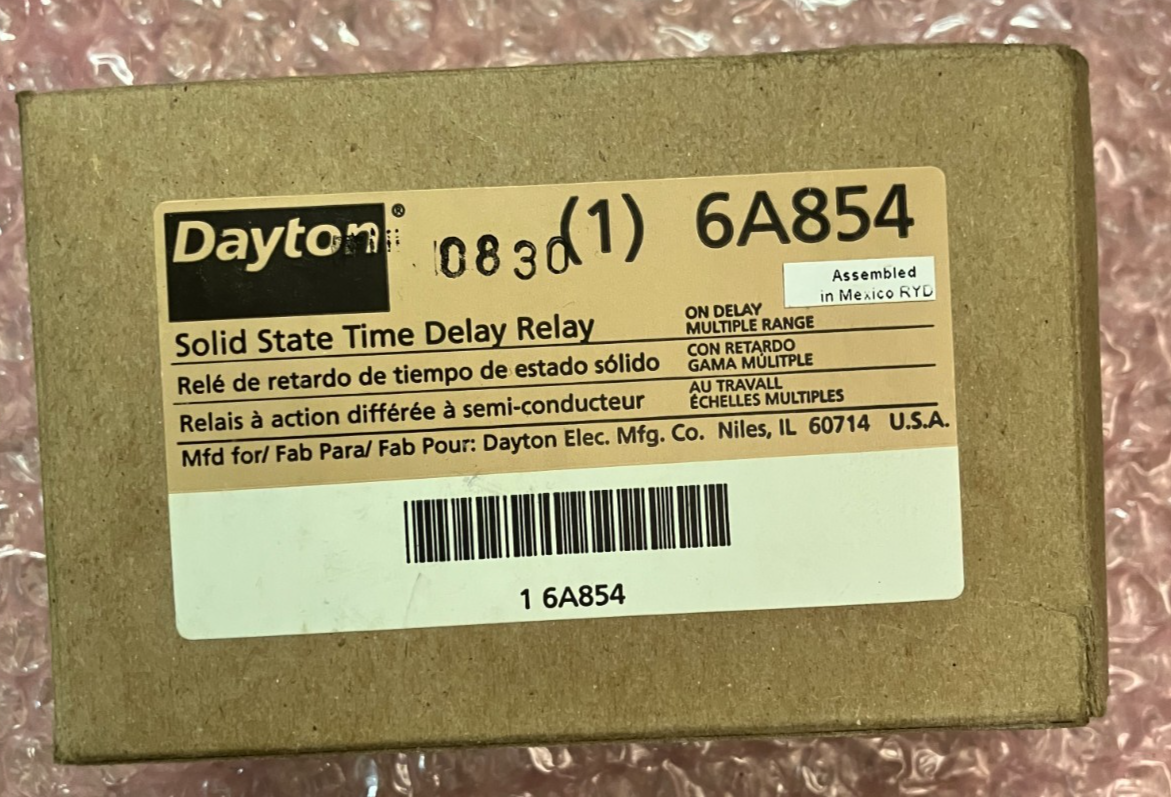 Dayton®
0830
(1) 6A854
Assembled
in Mexico RYD
Solid State Time Delay Relay
ON DELAY
MULTIPLE RANGE
Relé de retardo de tiempo de estado sólido
CON RETARDO
GAMA MÚLITPLE
Relais à action différée à semi-conducteur
AU TRAVALL
ÉCHELLES MULTIPLES
Mfd for/ Fab Para/ Fab Pour: Dayton Elec. Mfg. Co. Niles, IL 60714 U.S.A.
1 6A854